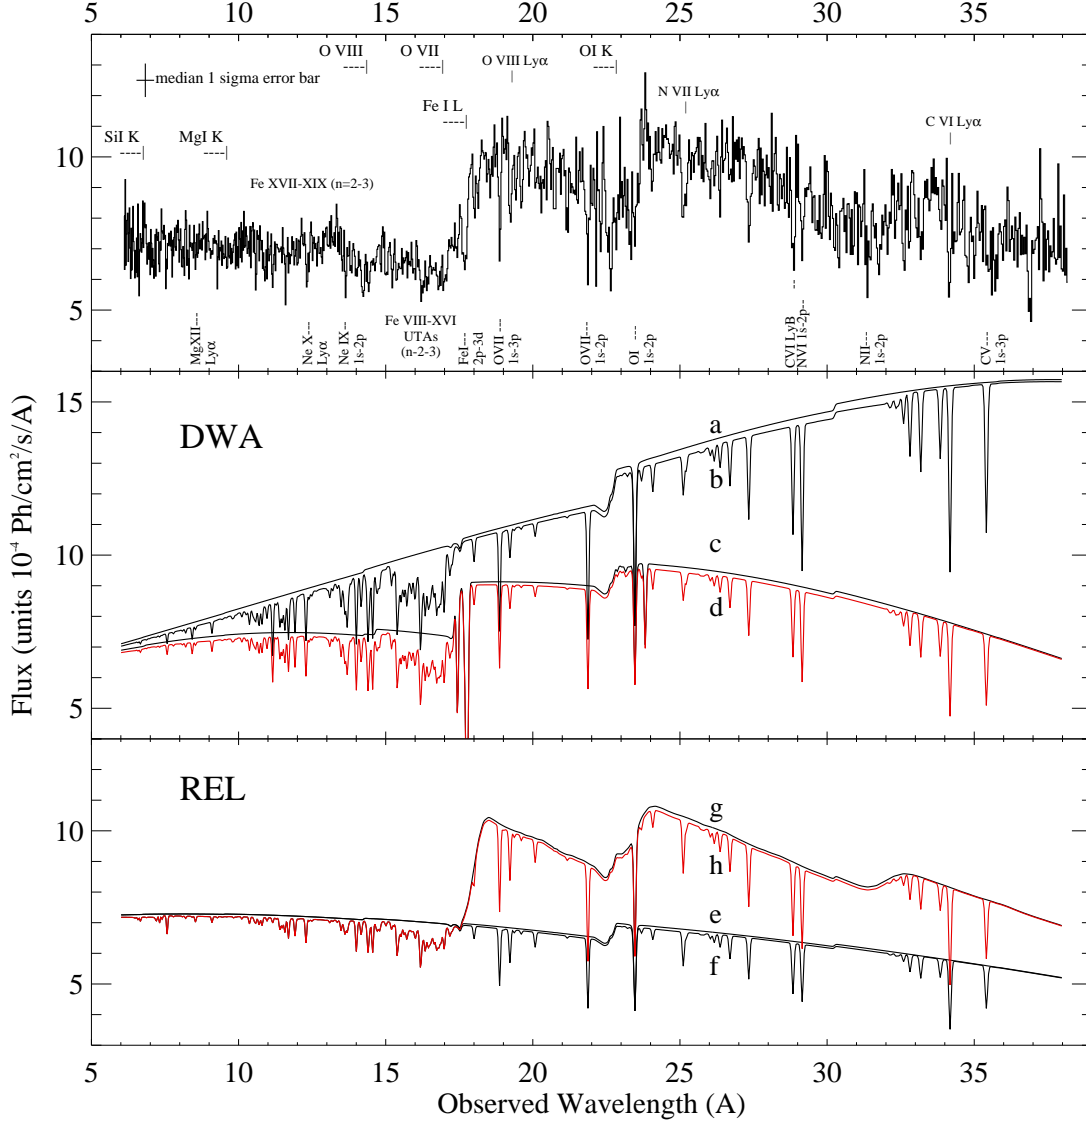 5 10 15 20 25 30 35
O VIII
O VII
OI K
O VIII Lyα
N VII Lyα
C VI Lyα
median 1 sigma error bar
Fe I L
SiI K
MgI K
Fe XVII-XIX (n=2-3)
10
5
MgXII---
Lyα
Ne X---
Lyα
Ne IX--
1s-2p
Fe VIII-XVI
UTAs
(n-2-3)
FeI---
2p-3d
OVII ---
1s-3p
OVII---
1s-2p
OI ---
1s-2p
CVI LyB
NVI 1s-2p--
NII---
1s-2p
CV---
1s-3p
15
10
5
DWA
a
b
c
d
10
5
REL
g
h
e
f
5 10 15 20 25 30 35
Observed Wavelength (A)
Flux (units 10⁻⁴ Ph/cm²/s/A)